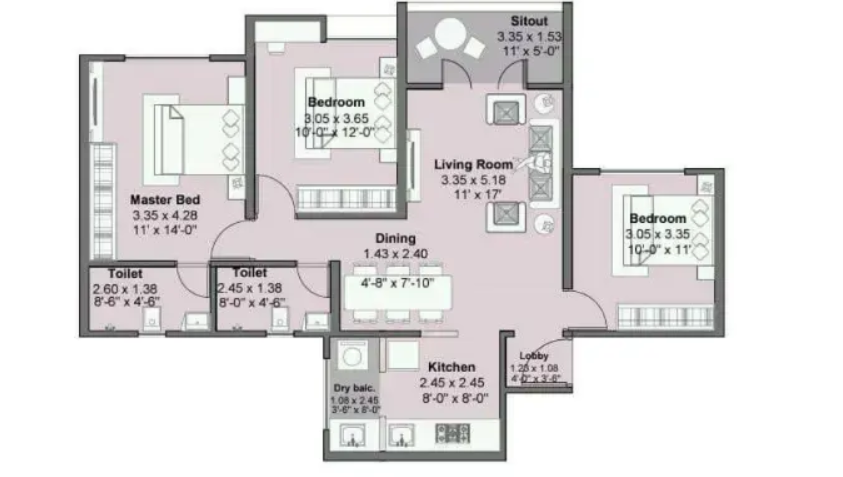 Sitout
3.35 x 1.53
11' x 5'-0"
Bedroom
3.05 x 3.65
10'-0" x 12'-0"
Living Room
3.35 x 5.18
11' x 17'
Master Bed
3.35 x 4.28
11' x 14'-0"
Bedroom
3.05 x 3.35
10'-0" x 11'
Dining
1.43 x 2.40
4'-8" x 7'-10"
Toilet
2.60 x 1.38
8'-6" x 4'-6"
Toilet
2.45 x 1.38
8'-0" x 4'-6"
Kitchen
2.45 x 2.45
8'-0" x 8'-0"
Lobby
1.23 x 1.08
4'-0" x 3'-6"
Dry balc.
1.08 x 2.45
3'-6" x 8'-0"